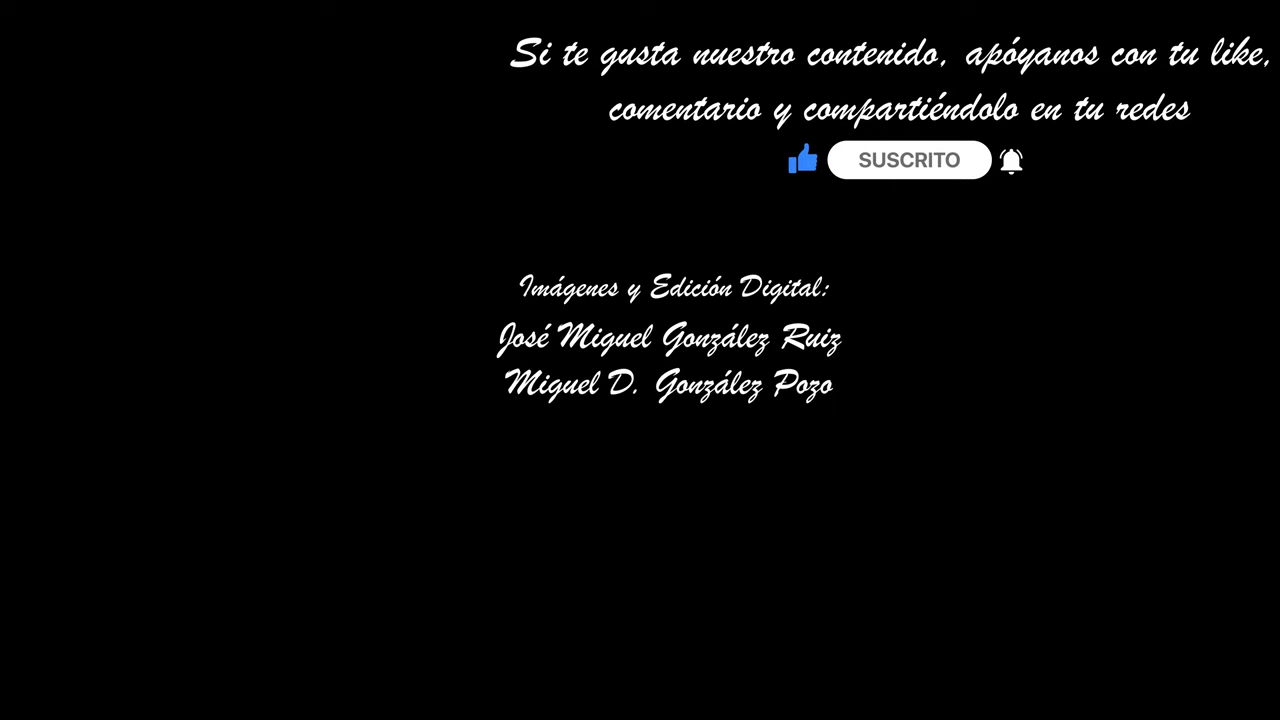 Si te gusta nuestro contenido, apóyanos con tu like,
comentario y compartiéndolo en tu redes
SUSCRITO
Imágenes y Edición Digital:
José Miguel González Ruiz
Miguel D. González Pozo